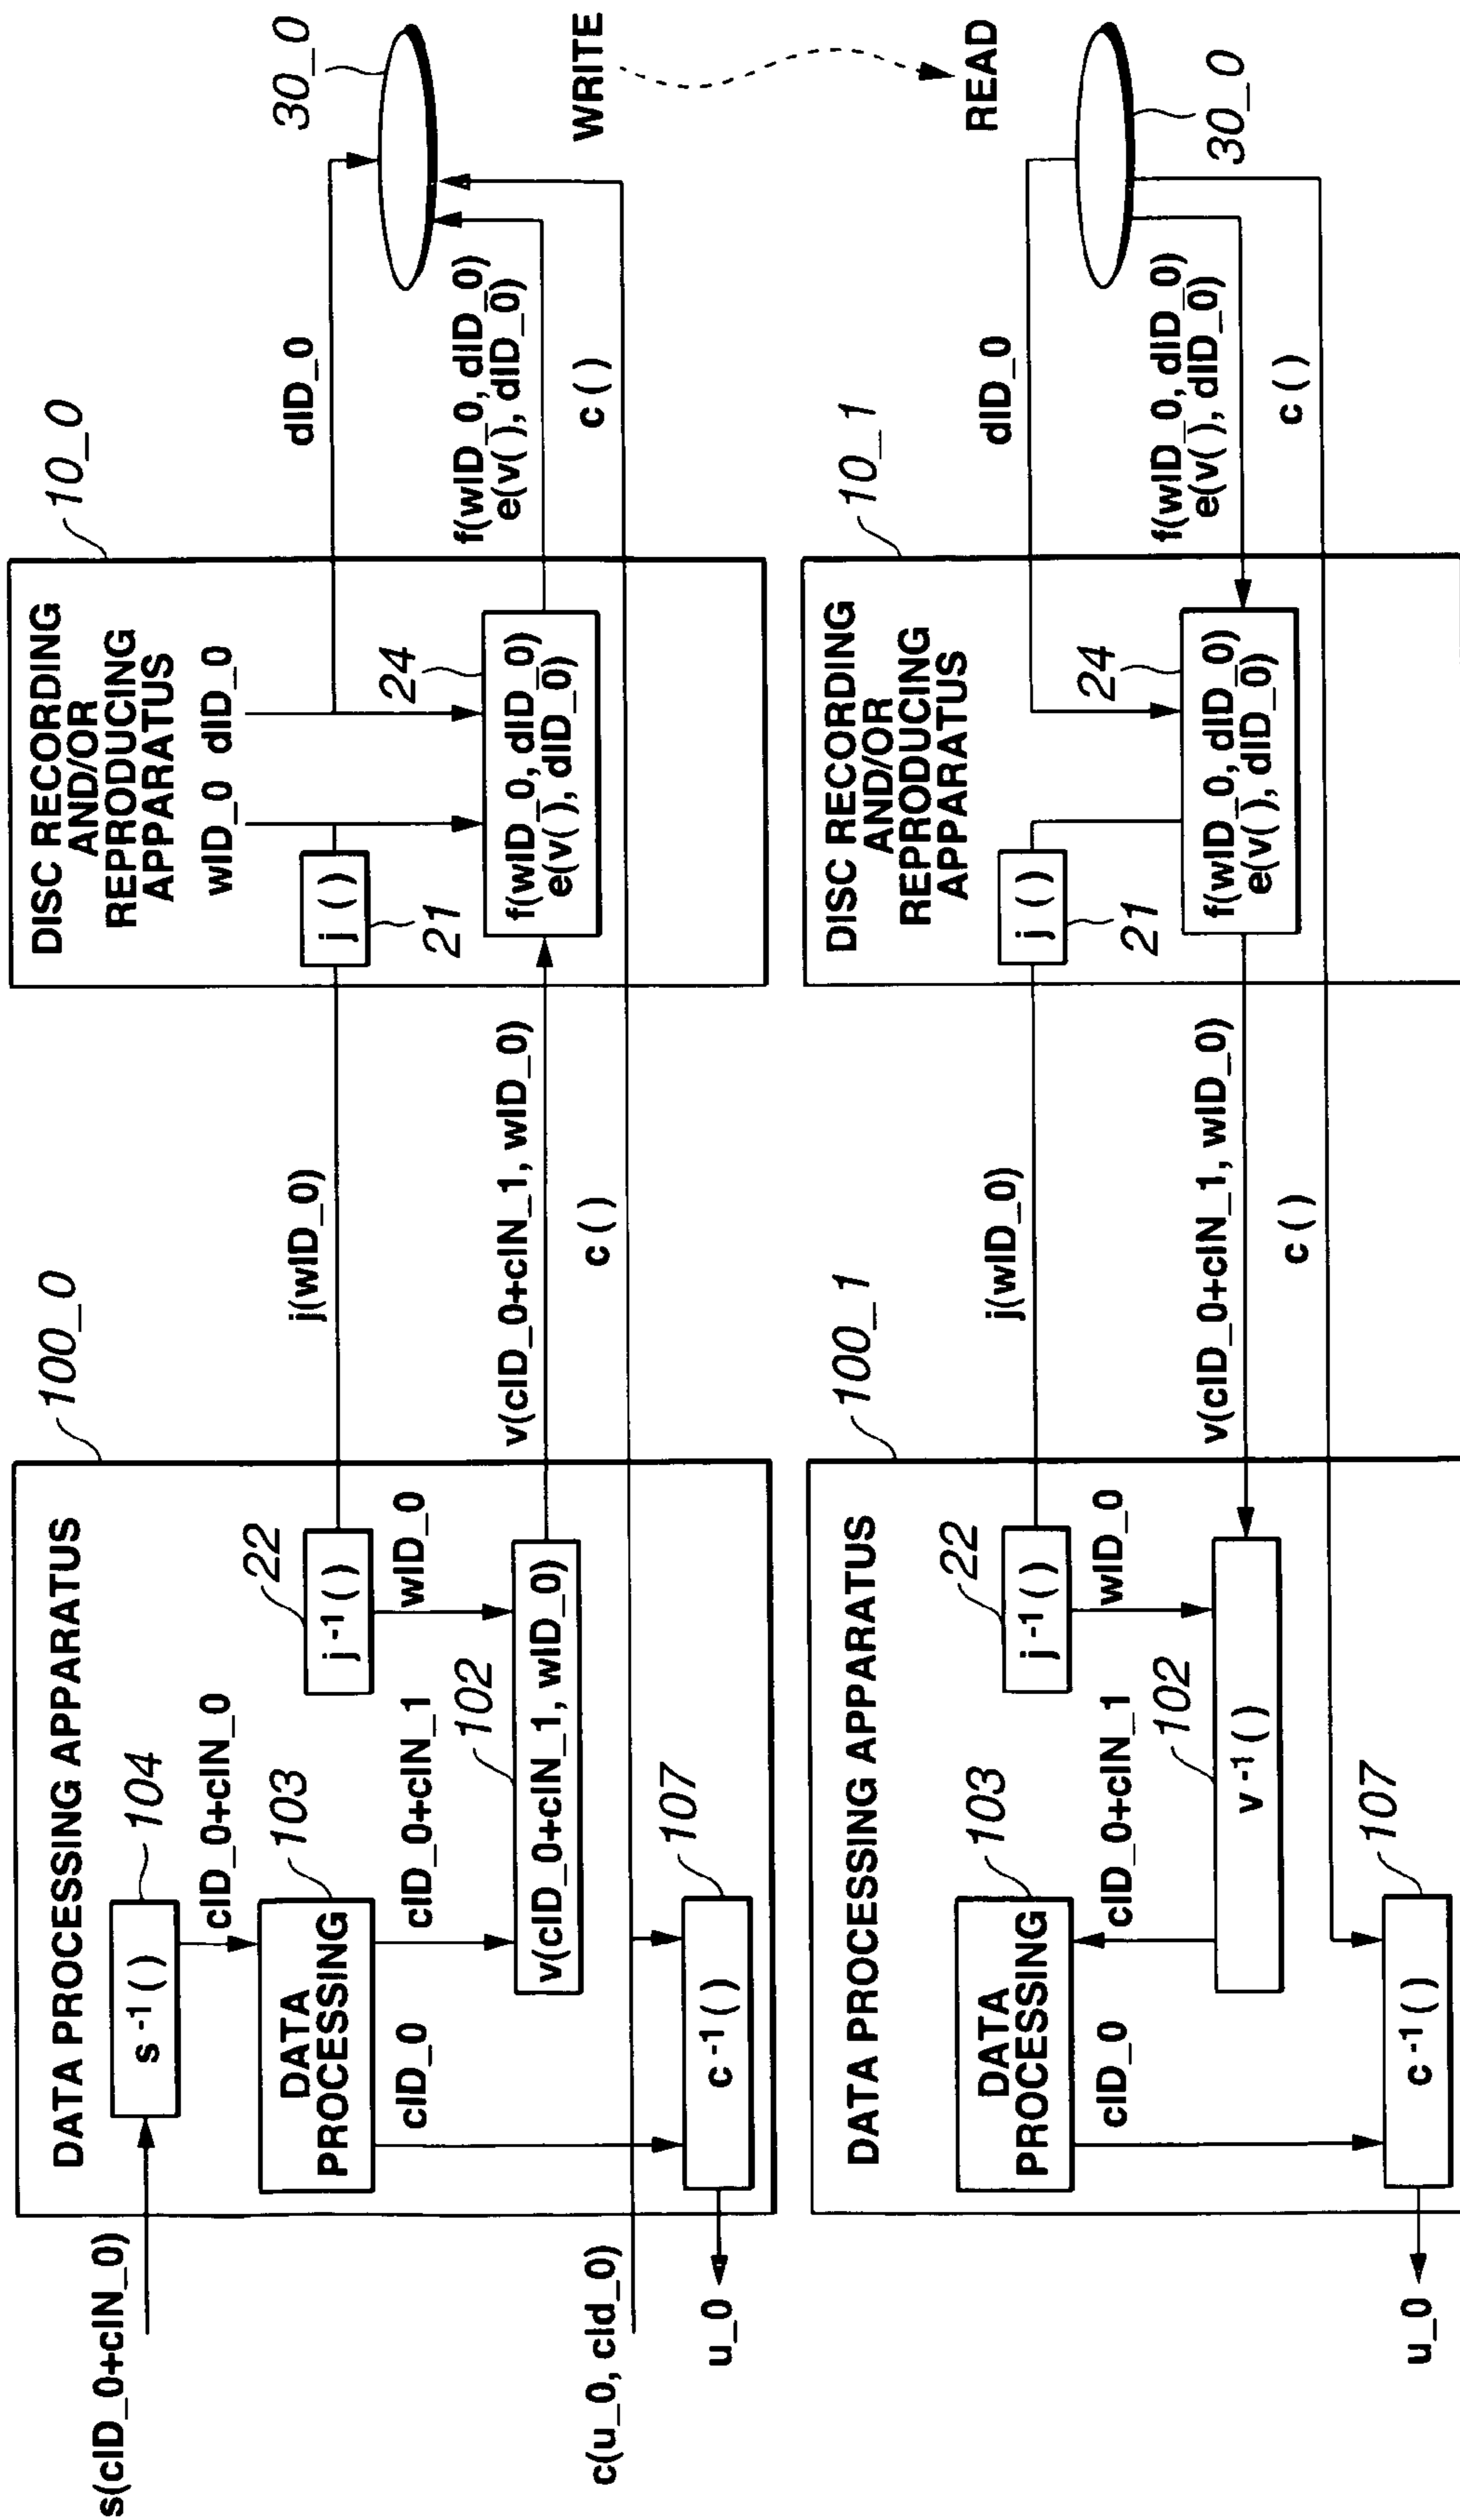 DATA PROCESSING APPARATUS
100_0
s(cID_0+cIN_0)
s⁻¹()
104
cID_0+cIN_0
DATA
PROCESSING
103
cID_0
cID_0+cIN_1
j⁻¹()
22
wID_0
102
v(cID_0+cIN_1, wID_0)
c(u_0, cId_0)
c⁻¹()
107
u_0
j(wID_0)
v(cID_0+cIN_1, wID_0)
c()
DISC RECORDING
AND/OR
REPRODUCING
APPARATUS
10_0
wID_0 dID_0
j()
21
24
f(wID_0, dID_0)
e(v(), dID_0)
dID_0
f(wID_0, dID_0)
e(v(), dID_0)
c()
30_0
WRITE
DATA PROCESSING APPARATUS
100_1
DATA
PROCESSING
103
cID_0
cID_0+cIN_1
j⁻¹()
22
wID_0
102
v⁻¹()
c⁻¹()
107
u_0
j(wID_0)
v(cID_0+cIN_1, wID_0)
c()
DISC RECORDING
AND/OR
REPRODUCING
APPARATUS
10_1
j()
21
24
f(wID_0, dID_0)
e(v(), dID_0)
dID_0
f(wID_0, dID_0)
e(v(), dID_0)
c()
READ
30_0